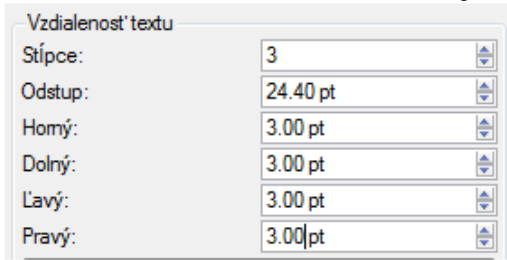 Vzdialenosť textu
Stĺpce: 3
Odstup: 24.40 pt
Horný: 3.00 pt
Dolný: 3.00 pt
Ľavý: 3.00 pt
Pravý: 3.00 pt